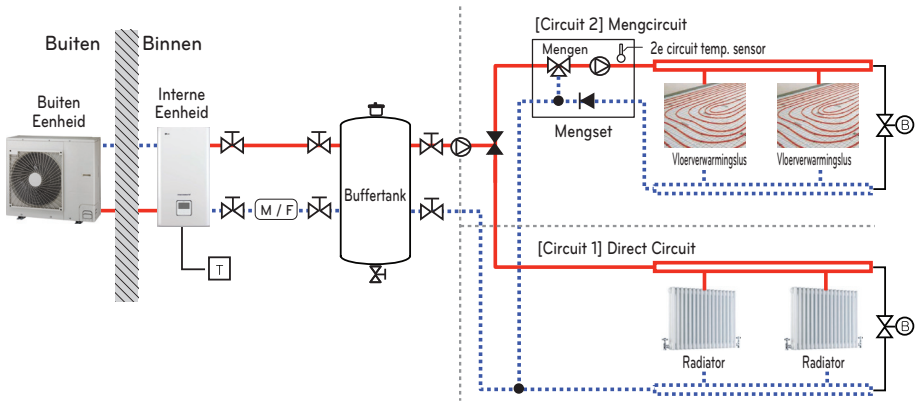 [Circuit 2] Mengcircuit
Buiten
Binnen
Mengen
2e circuit temp. sensor
Buiten
Eenheid
Interne
Eenheid
Mengset
B
Vloerverwarmingslus
Vloerverwarmingslus
Buffertank
M / F
T
[Circuit 1] Direct Circuit
B
Radiator
Radiator